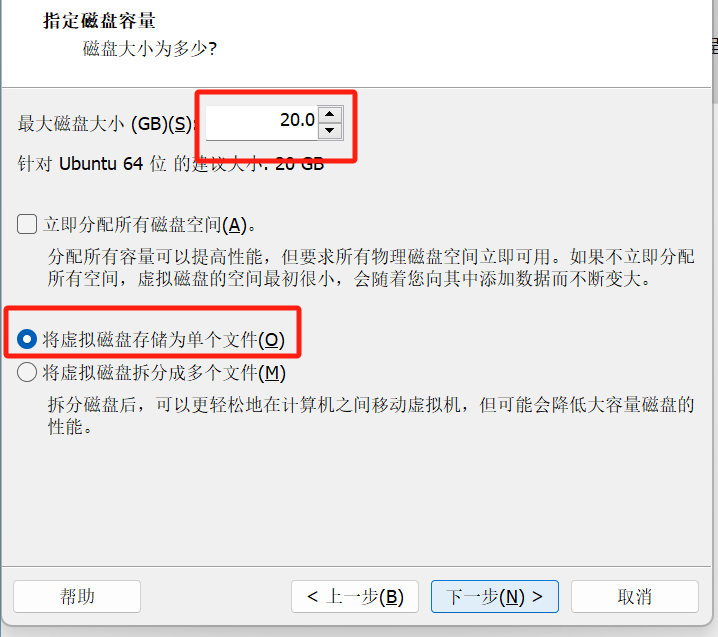 指定磁盘容量
磁盘大小为多少?
最大磁盘大小 (GB)(S): 20.0
针对 Ubuntu 64 位 的建议大小: 20 GB
立即分配所有磁盘空间(A)。
分配所有容量可以提高性能，但要求所有物理磁盘空间立即可用。如果不立即分配
所有空间，虚拟磁盘的空间最初很小，会随着您向其中添加数据而不断变大。
将虚拟磁盘存储为单个文件(O)
将虚拟磁盘拆分成多个文件(M)
拆分磁盘后，可以更轻松地在计算机之间移动虚拟机，但可能会降低大容量磁盘的
性能。
帮助 < 上一步(B) 下一步(N) > 取消